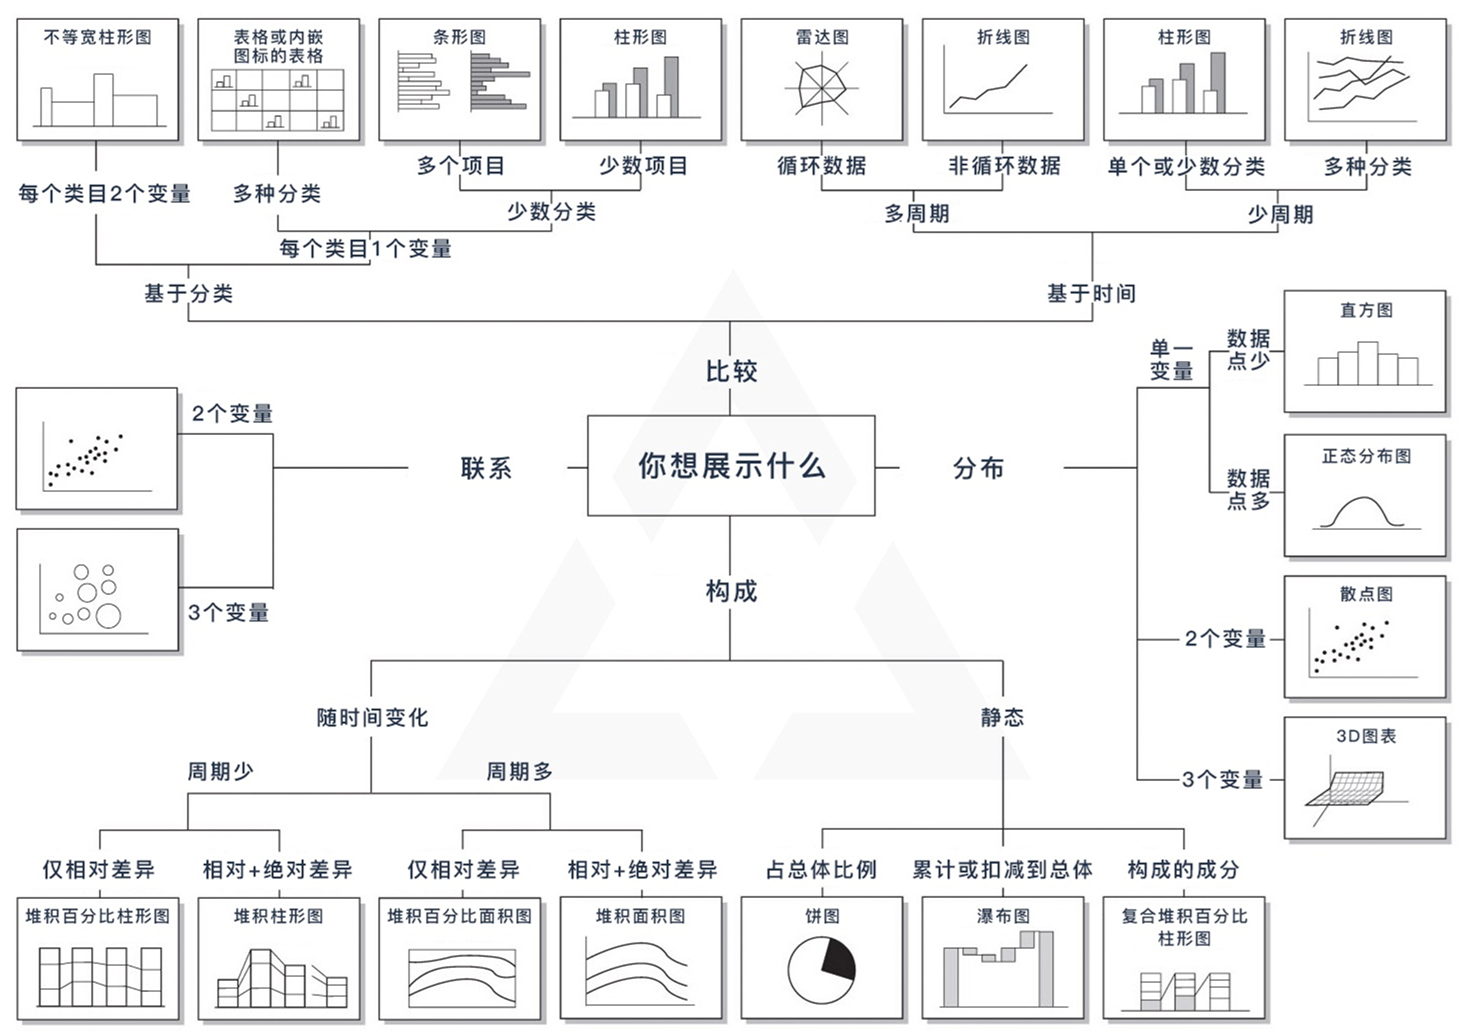 不等宽柱形图
表格或内嵌
图标的表格
条形图
柱形图
雷达图
折线图
柱形图
折线图
多个项目
少数项目
循环数据
非循环数据
单个或少数分类
多种分类
每个类目2个变量
多种分类
少数分类
多周期
少周期
每个类目1个变量
基于分类
基于时间
比较
单一
变量
数据
点少
直方图
2个变量
联系
你想展示什么
分布
数据
点多
正态分布图
3个变量
构成
2个变量
散点图
随时间变化
静态
3个变量
3D图表
周期少
周期多
仅相对差异
相对+绝对差异
仅相对差异
相对+绝对差异
占总体比例
累计或扣减到总体
构成的成分
堆积百分比柱形图
堆积柱形图
堆积百分比面积图
堆积面积图
饼图
瀑布图
复合堆积百分比
柱形图